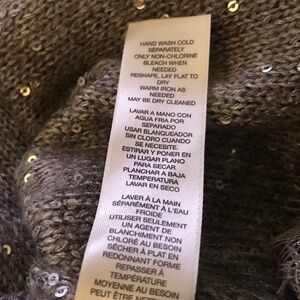 HAND WASH COLD
SEPARATELY
ONLY NON-CHLORINE
BLEACH WHEN
NEEDED
RESHAPE, LAY FLAT TO
DRY
WARM IRON AS
NEEDED
MAY BE DRY CLEANED
LAVAR A MANO CON
AGUA FRIA POR
SEPARADO
USAR BLANQUEADOR
SIN CLORO CUANDO
SE NECESITE.
ESTIRAR Y PONER EN
UN LUGAR PLANO
PARA SECAR
PLANCHAR A BAJA
TEMPERATURA
LAVAR EN SECO
LAVER À LA MAIN
SÉPARÉMENT À L'EAU
FROIDE
UTILISER SEULEMENT
UN AGENT DE
BLANCHIMENT NON
CHLORÉ AU BESOIN
SÉCHER À PLAT EN
REDONNANT FORME
REPASSER À
TEMPÉRATURE
MOYENNE AU BESOIN
PEUT ÊTRE